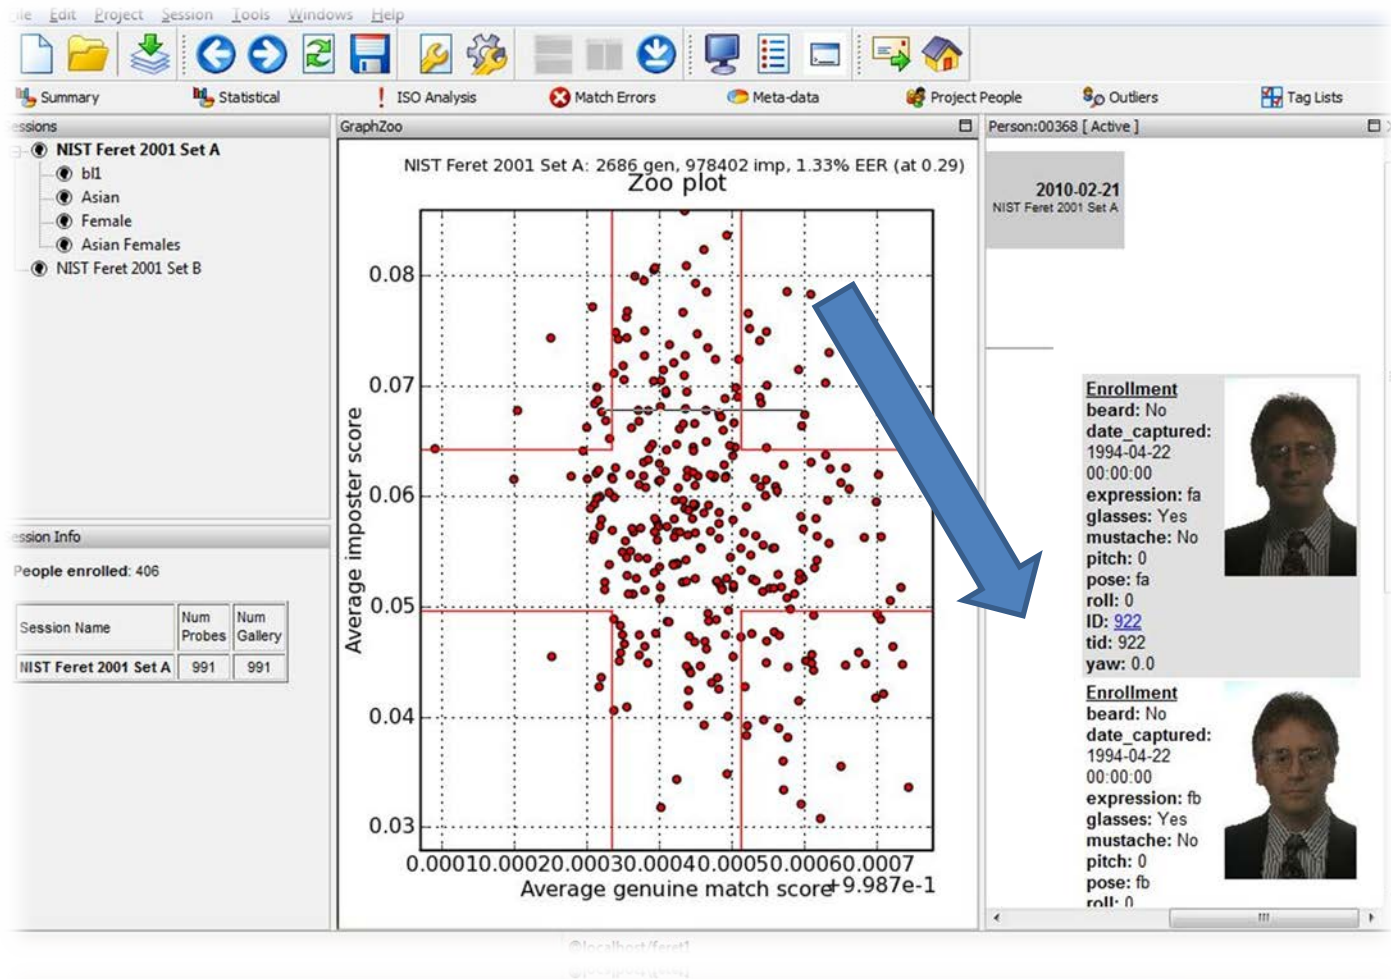 File Edit Project Session Tools Windows Help
Summary Statistical ISO Analysis Match Errors Meta-data Project People Outliers Tag Lists
Sessions
NIST Feret 2001 Set A
bl1
Asian
Female
Asian Females
NIST Feret 2001 Set B
Session Info
People enrolled: 406
Session Name Num Probes Num Gallery
NIST Feret 2001 Set A 991 991
GraphZoo
NIST Feret 2001 Set A: 2686 gen, 978402 imp, 1.33% EER (at 0.29)
Zoo plot
Average imposter score
0.08
0.07
0.06
0.05
0.04
0.03
0.00010.00020.00030.00040.00050.00060.0007
Average genuine match score
+9.987e-1
Person:00368 [ Active ]
2010-02-21
NIST Feret 2001 Set A
Enrollment
beard: No
date_captured:
1994-04-22
00:00:00
expression: fa
glasses: Yes
mustache: No
pitch: 0
pose: fa
roll: 0
ID: 922
tid: 922
yaw: 0.0
Enrollment
beard: No
date_captured:
1994-04-22
00:00:00
expression: fb
glasses: Yes
mustache: No
pitch: 0
pose: fb
roll: 0
@localhost/feret1